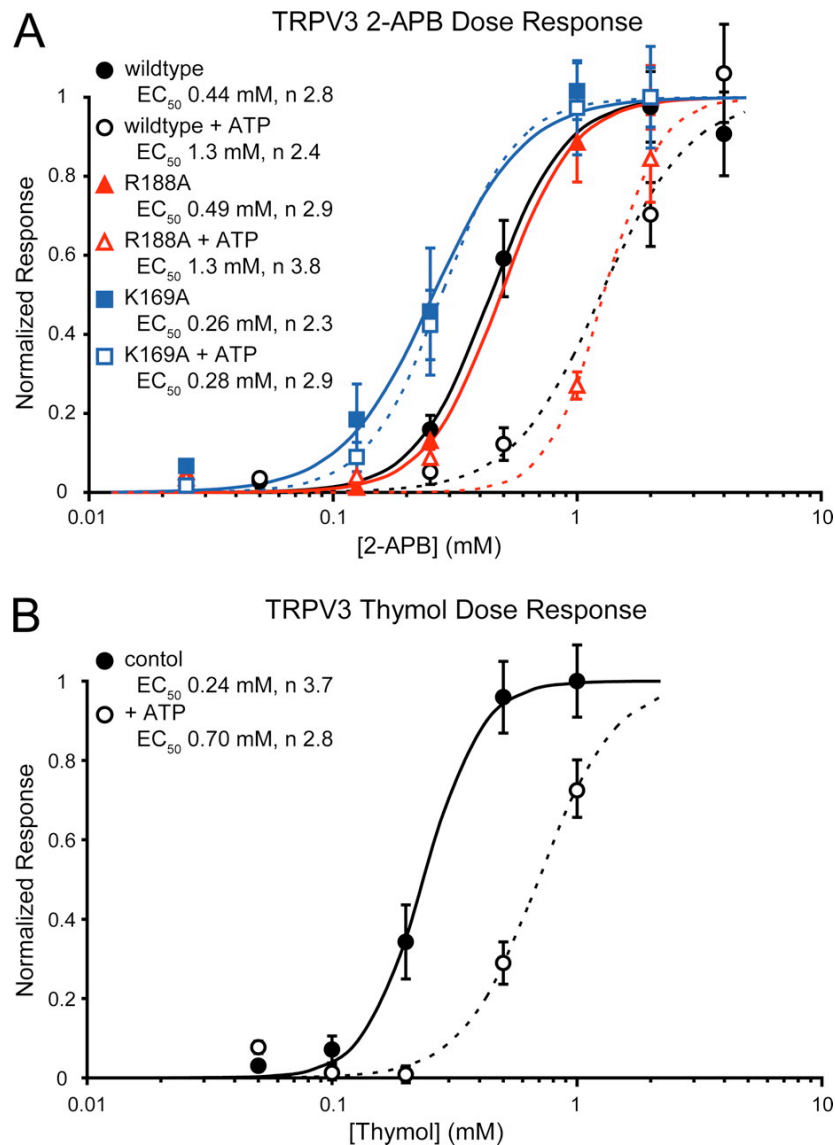 A
TRPV3 2-APB Dose Response
wildtype
EC50 0.44 mM, n 2.8
wildtype + ATP
EC50 1.3 mM, n 2.4
R188A
EC50 0.49 mM, n 2.9
R188A + ATP
EC50 1.3 mM, n 3.8
K169A
EC50 0.26 mM, n 2.3
K169A + ATP
EC50 0.28 mM, n 2.9
Normalized Response
1
0.8
0.6
0.4
0.2
0
0.01
0.1
1
10
[2-APB] (mM)
B
TRPV3 Thymol Dose Response
contol
EC50 0.24 mM, n 3.7
+ ATP
EC50 0.70 mM, n 2.8
Normalized Response
1
0.8
0.6
0.4
0.2
0
0.01
0.1
1
10
[Thymol] (mM)